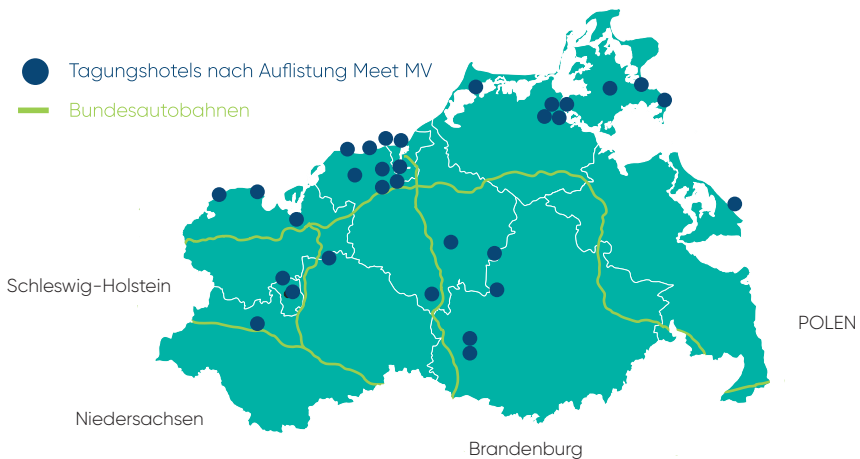 Tagungshotels nach Auflistung Meet MV
Bundesautobahnen
Schleswig-Holstein
POLEN
Niedersachsen
Brandenburg